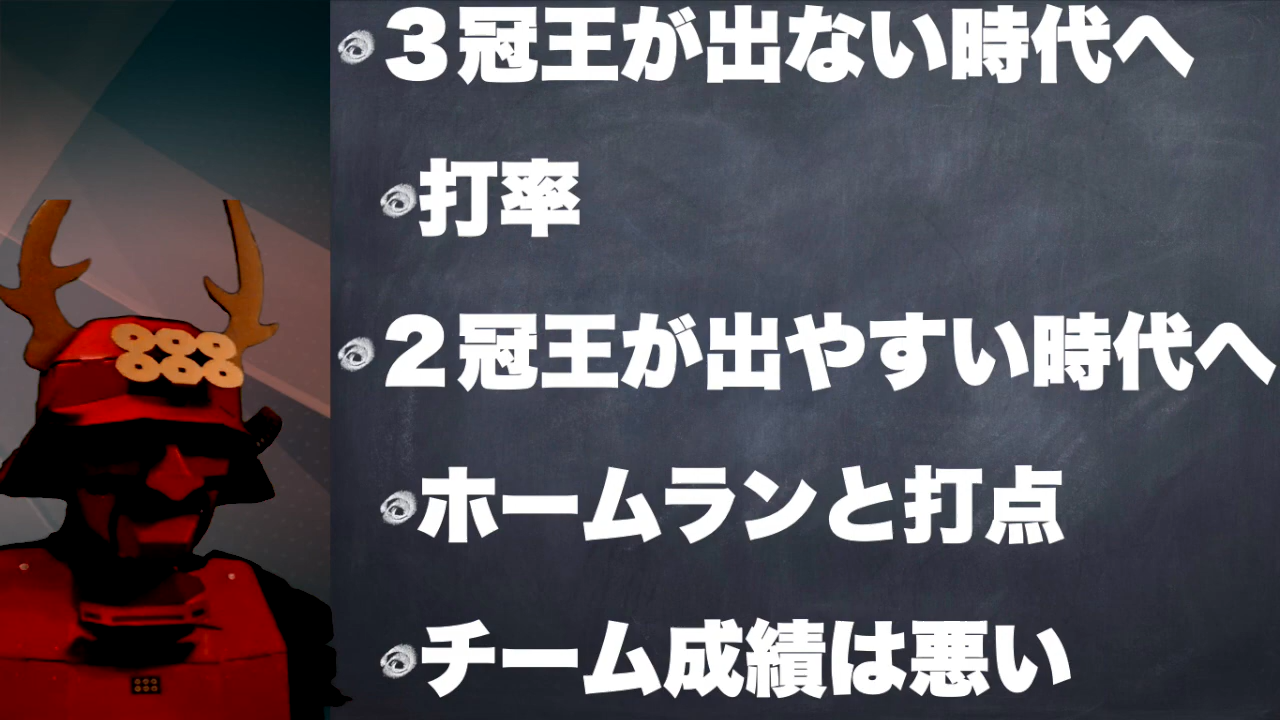 ３冠王が出ない時代へ
打率
２冠王が出やすい時代へ
ホームランと打点
チーム成績は悪い